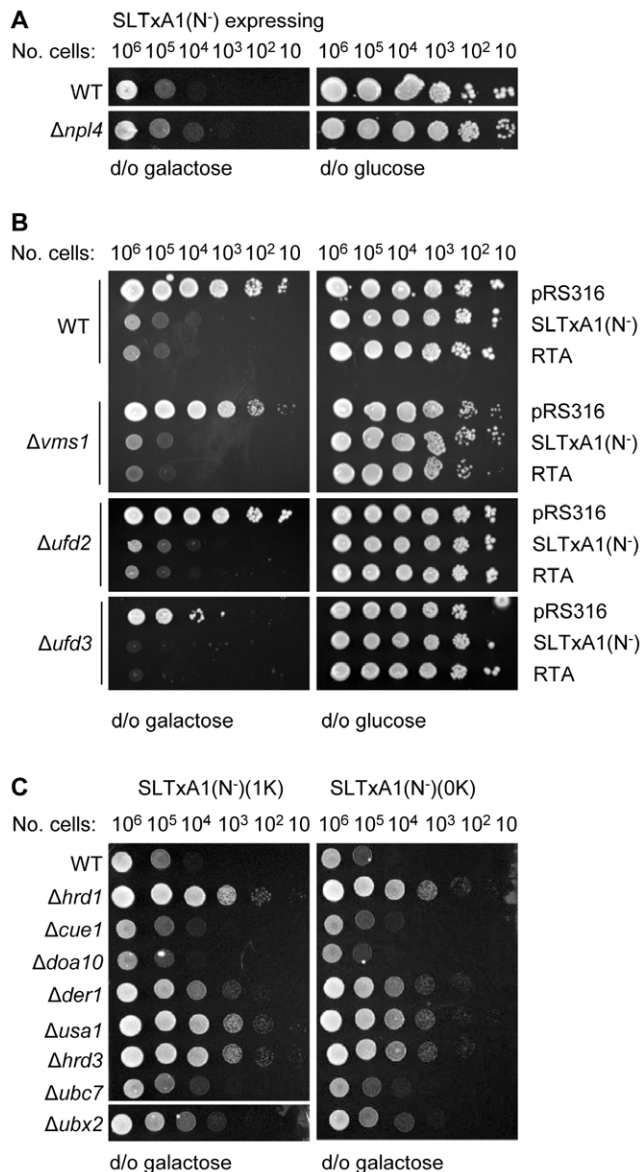 A
SLTxA1(N⁻) expressing
No. cells: 10⁶ 10⁵ 10⁴ 10³ 10² 10 10⁶ 10⁵ 10⁴ 10³ 10² 10
WT
Δnpl4
d/o galactose d/o glucose
B
No. cells: 10⁶ 10⁵ 10⁴ 10³ 10² 10 10⁶ 10⁵ 10⁴ 10³ 10² 10
WT
pRS316
SLTxA1(N⁻)
RTA
Δvms1
pRS316
SLTxA1(N⁻)
RTA
Δufd2
pRS316
SLTxA1(N⁻)
RTA
Δufd3
pRS316
SLTxA1(N⁻)
RTA
d/o galactose d/o glucose
C
SLTxA1(N⁻)(1K) SLTxA1(N⁻)(0K)
No. cells: 10⁶ 10⁵ 10⁴ 10³ 10² 10 10⁶ 10⁵ 10⁴ 10³ 10² 10
WT
Δhrd1
Δcue1
Δdoa10
Δder1
Δusa1
Δhrd3
Δubc7
Δubx2
d/o galactose d/o galactose